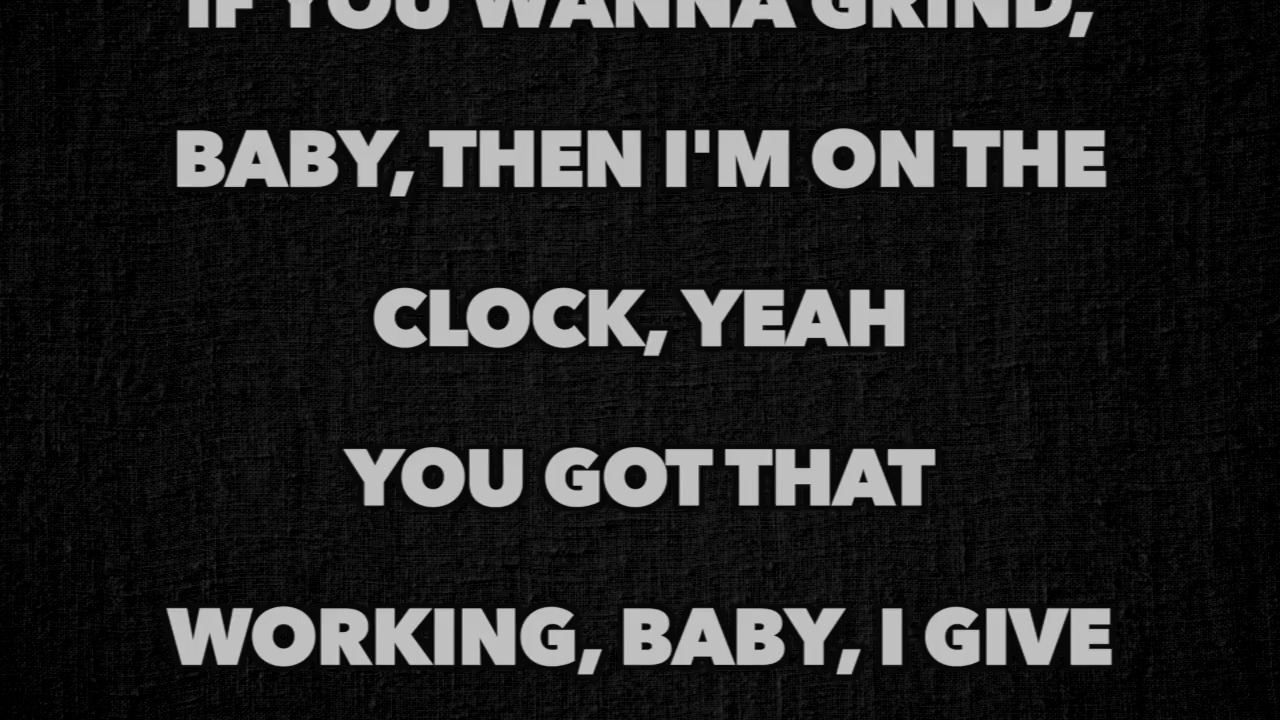 IF YOU WANNA GRIND,
BABY, THEN I'M ON THE
CLOCK, YEAH
YOU GOT THAT
WORKING, BABY, I GIVE